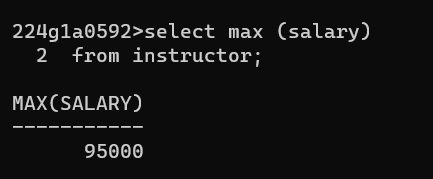 224g1a0592>select max (salary)
  2  from instructor;
MAX(SALARY)
-----------
      95000